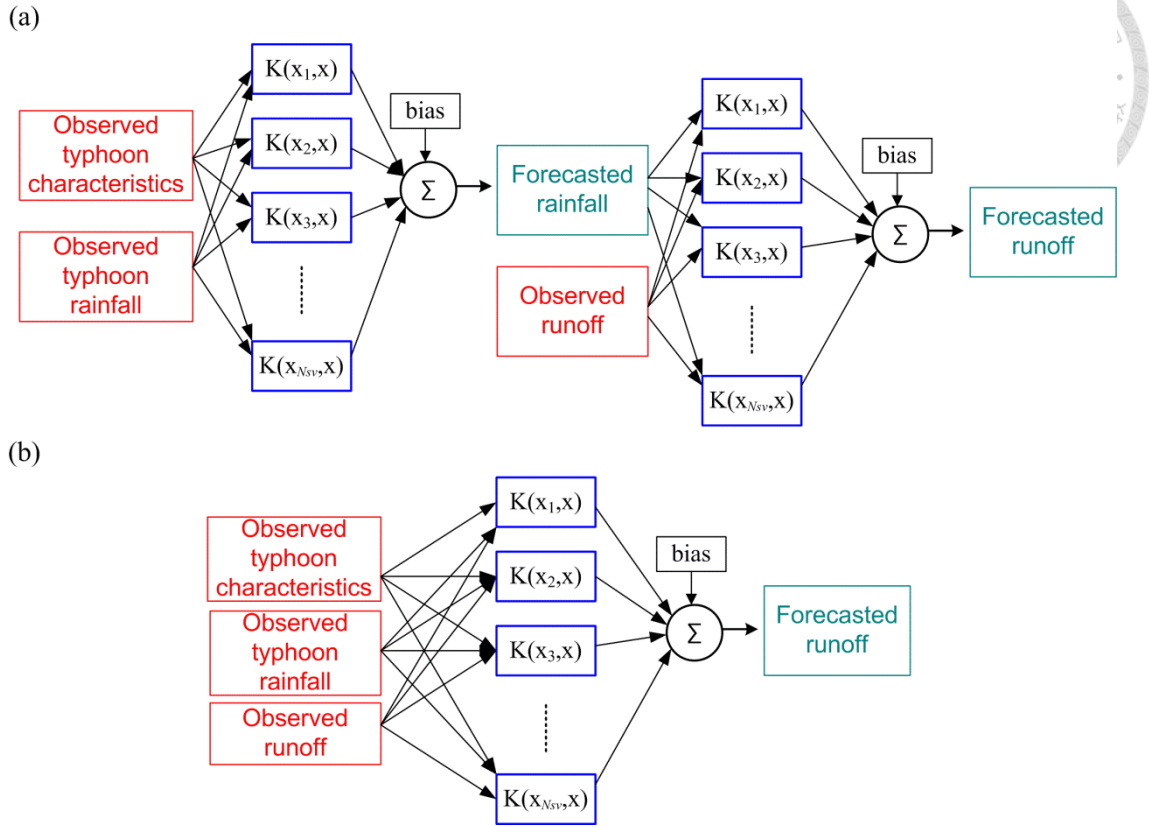 (a)
K(x1,x)
K(x2,x)
K(x3,x)
K(xNsv,x)
Observed
typhoon
characteristics
Observed
typhoon
rainfall
bias
Σ
Forecasted
rainfall
Observed
runoff
K(x1,x)
K(x2,x)
K(x3,x)
K(xNsv,x)
bias
Σ
Forecasted
runoff
(b)
Observed
typhoon
characteristics
Observed
typhoon
rainfall
Observed
runoff
K(x1,x)
K(x2,x)
K(x3,x)
K(xNsv,x)
bias
Σ
Forecasted
runoff